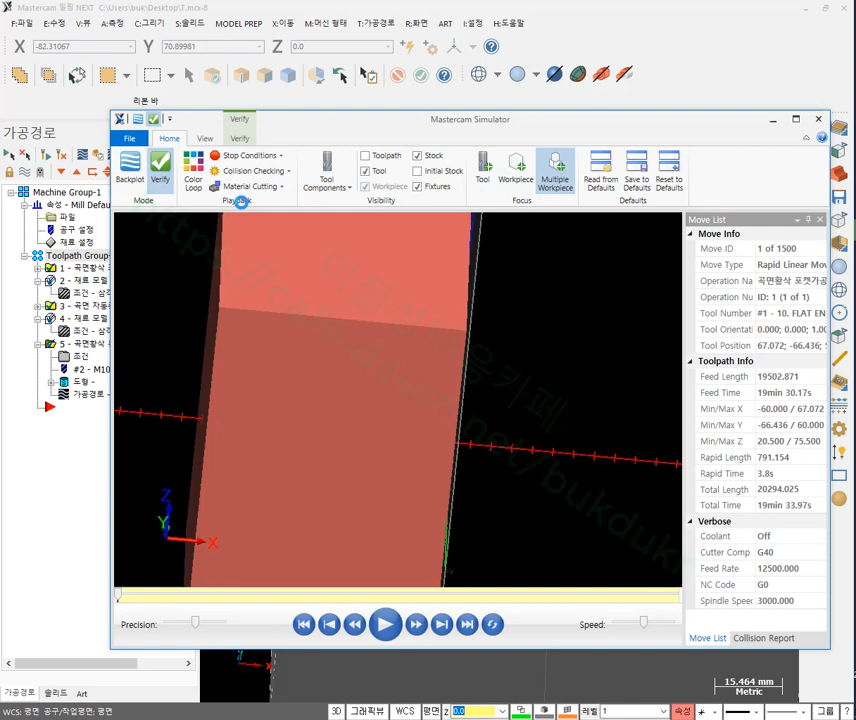 Mastercam 밀링 NEXT C:\Users\buk\Desktop\T.mcx-8
F:파일 E:수정 V:뷰 A:측정 C:그리기 S:솔리드 MODEL PREP X:이동 M:머신 형태 T:가공경로 R:화면 ART I:설정 H:도움말
X -82.31067 Y 70.89981 Z 0.0
리본 바
가공경로
Machine Group-1
속성 - Mill Defau
파일
공구 설정
재료 설정
Toolpath Group-
1 - 곡면황삭
2 - 재료 모델
조건 - 삼각
3 - 곡면 자동
4 - 재료 모델
조건 - 삼각
5 - 곡면황삭
조건
#2 - M10
도형 -
가공경로
가공경로 솔리드 Art
Verify
Mastercam Simulator
File Home View Verify
Backplot
Verify
Mode
Color Loop
Stop Conditions
Collision Checking
Material Cutting
Playback
Tool Components
Toolpath
Tool
Workpiece
Stock
Initial Stock
Fixtures
Visibility
Tool
Workpiece
Multiple Workpiece
Focus
Read from Defaults
Save to Defaults
Reset to Defaults
Defaults
Z
Y
X
Precision:
Speed:
Move List
Move Info
Move ID 1 of 1500
Move Type Rapid Linear Mov
Operation Na 곡면황삭 포켓가공
Operation Nu ID: 1 (1 of 1)
Tool Number #1 - 10. FLAT EN
Tool Orientati 0.000; 0.000; 1.00
Tool Position 67.072; -66.436;
Toolpath Info
Feed Length 19502.871
Feed Time 19min 30.17s
Min/Max X -60.000 / 67.072
Min/Max Y -66.436 / 60.000
Min/Max Z 20.500 / 75.500
Rapid Length 791.154
Rapid Time 3.8s
Total Length 20294.025
Total Time 19min 33.97s
Verbose
Coolant Off
Cutter Comp G40
Feed Rate 12500.000
NC Code G0
Spindle Speed 3000.000
Move List Collision Report
15.464 mm
Metric
WCS: 평면 공구/작업평면: 평면
3D 그래픽뷰 WCS 평면 Z 0.0 레벨 1 속성 그룹 ?